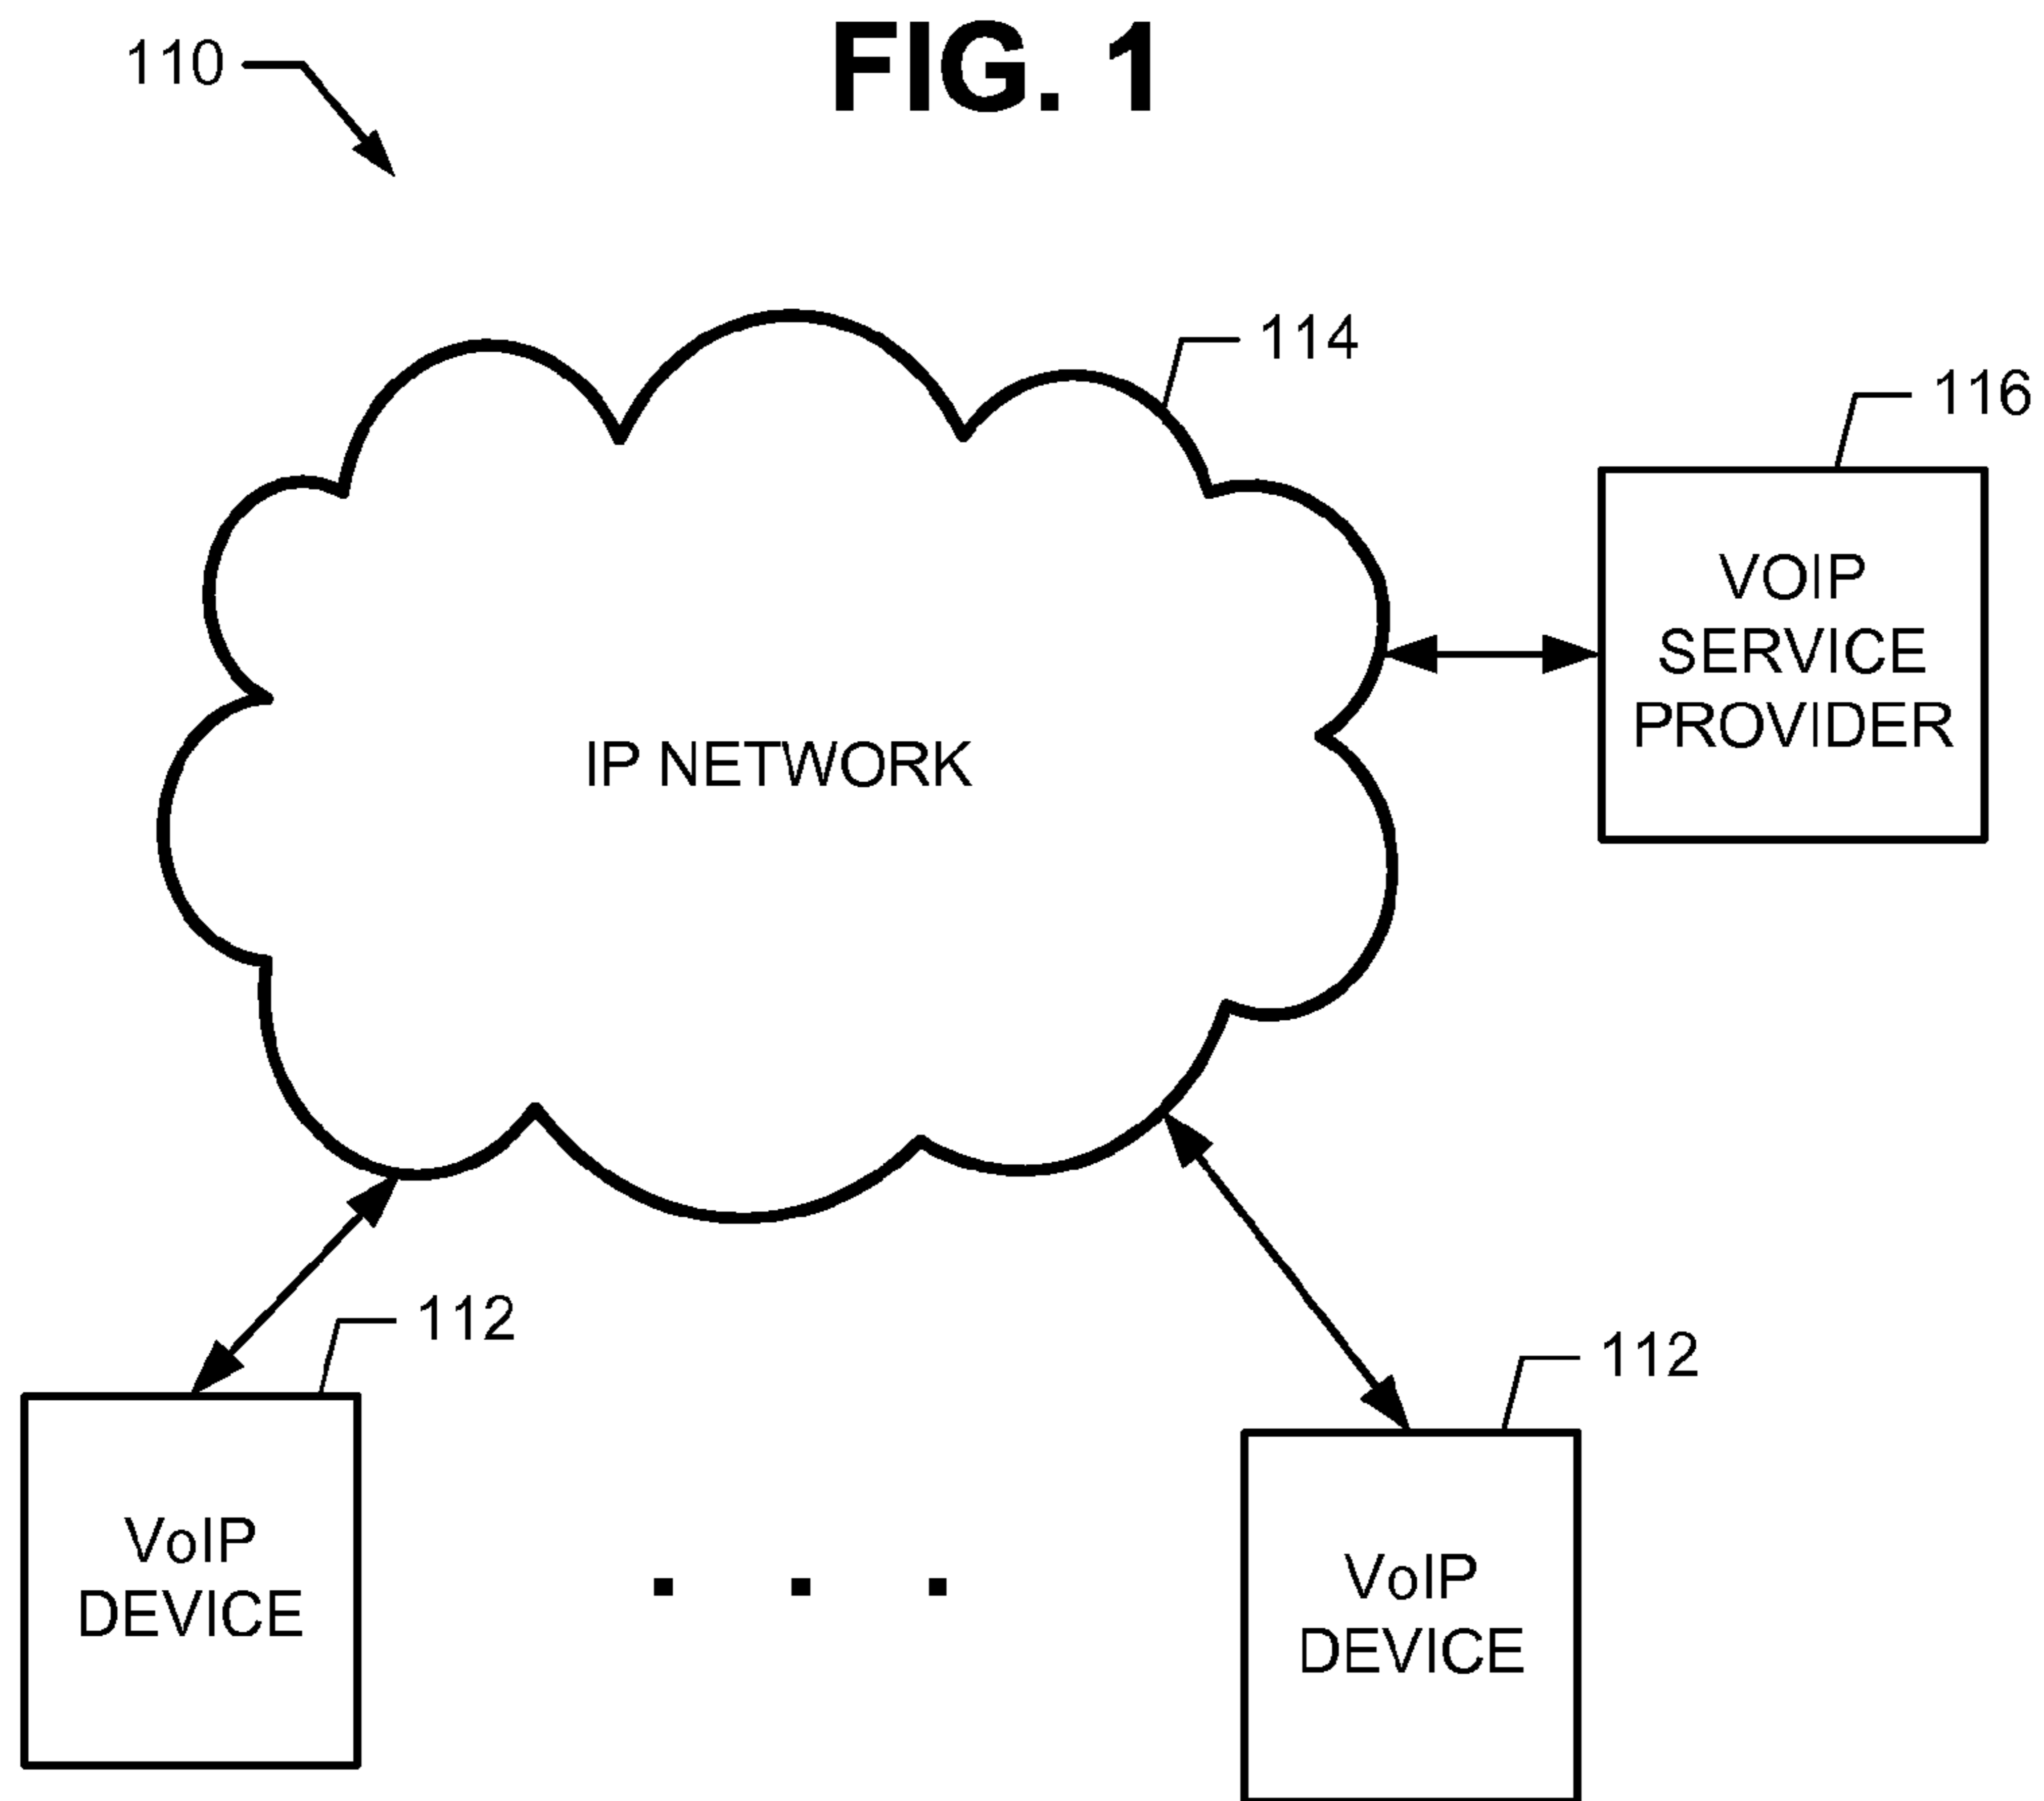 FIG. 1
110
114
116
VOIP
SERVICE
PROVIDER
IP NETWORK
112
112
VoIP
DEVICE
. . .
VoIP
DEVICE